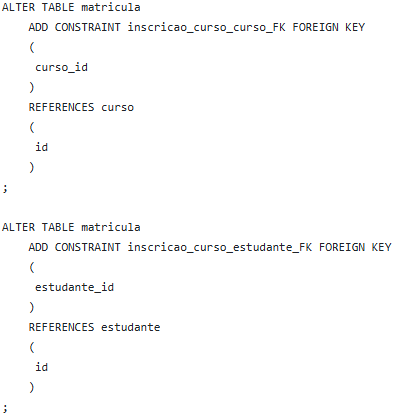 ALTER TABLE matricula
    ADD CONSTRAINT inscricao_curso_curso_FK FOREIGN KEY
    (
     curso_id
    )
    REFERENCES curso
    (
     id
    )
;

ALTER TABLE matricula
    ADD CONSTRAINT inscricao_curso_estudante_FK FOREIGN KEY
    (
     estudante_id
    )
    REFERENCES estudante
    (
     id
    )
;